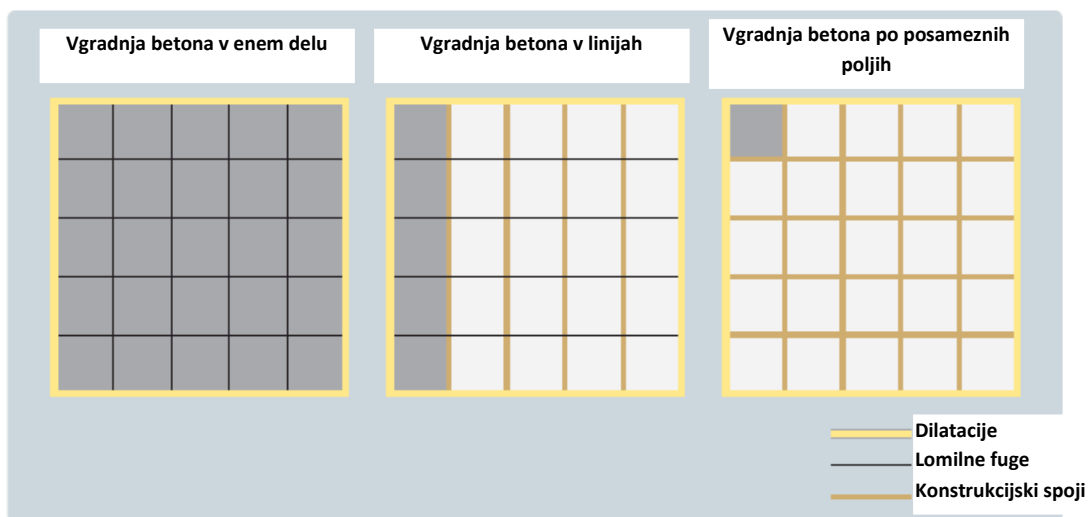 Vgradnja betona v enem delu
Vgradnja betona v linijah
Vgradnja betona po posameznih
poljih
Dilatacije
Lomilne fuge
Konstrukcijski spoji